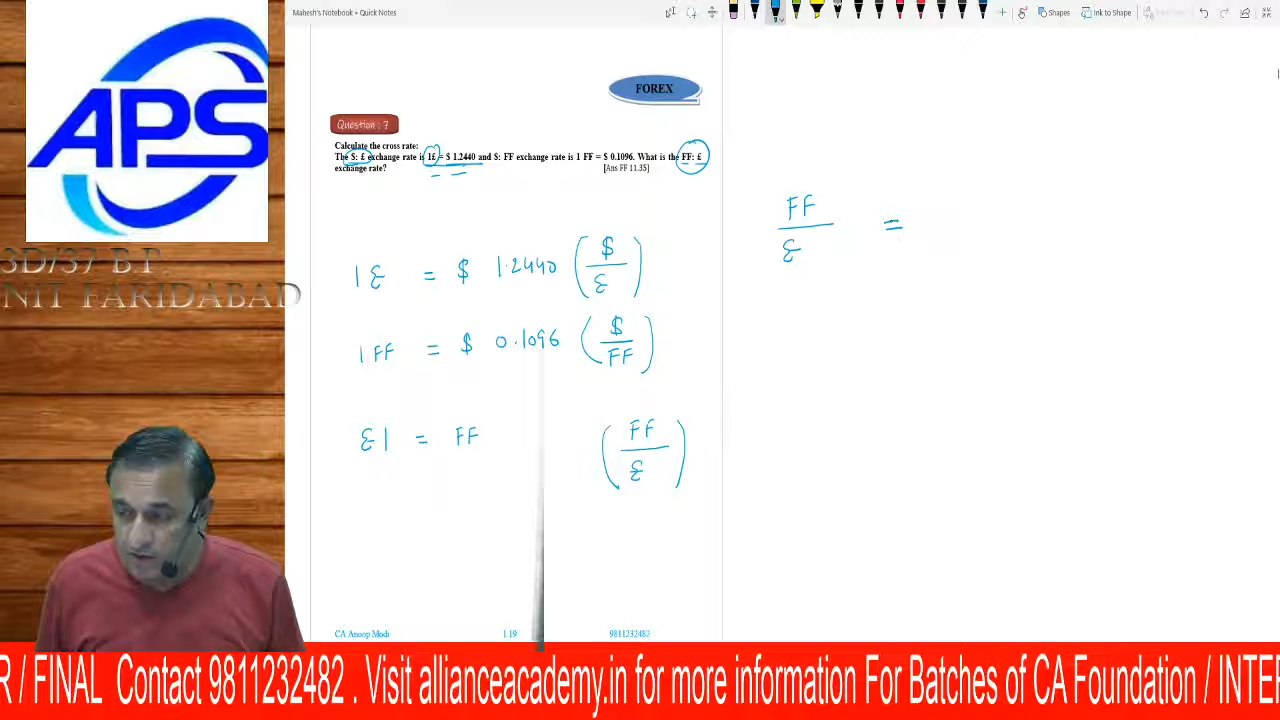 Mahesh's Notebook • Quick Notes
Shapes
Ink to Shape
APS
3D/37 B.P.
NIT FARIDABAD
FOREX
Question : 7
Calculate the cross rate:
The $: £ exchange rate is 1£ = $ 1.2440 and $: FF exchange rate is 1 FF = $ 0.1096. What is the FF: £
exchange rate? [Ans FF 11.35]
1 £ = $ 1.2440 ( $ / £ )
1 FF = $ 0.1096 ( $ / FF )
£ 1 = FF ( FF / £ )
FF / £ =
CA Anoop Modi 1.19 9811232482
R / FINAL Contact 9811232482 . Visit allianceacademy.in for more information For Batches of CA Foundation / INTER